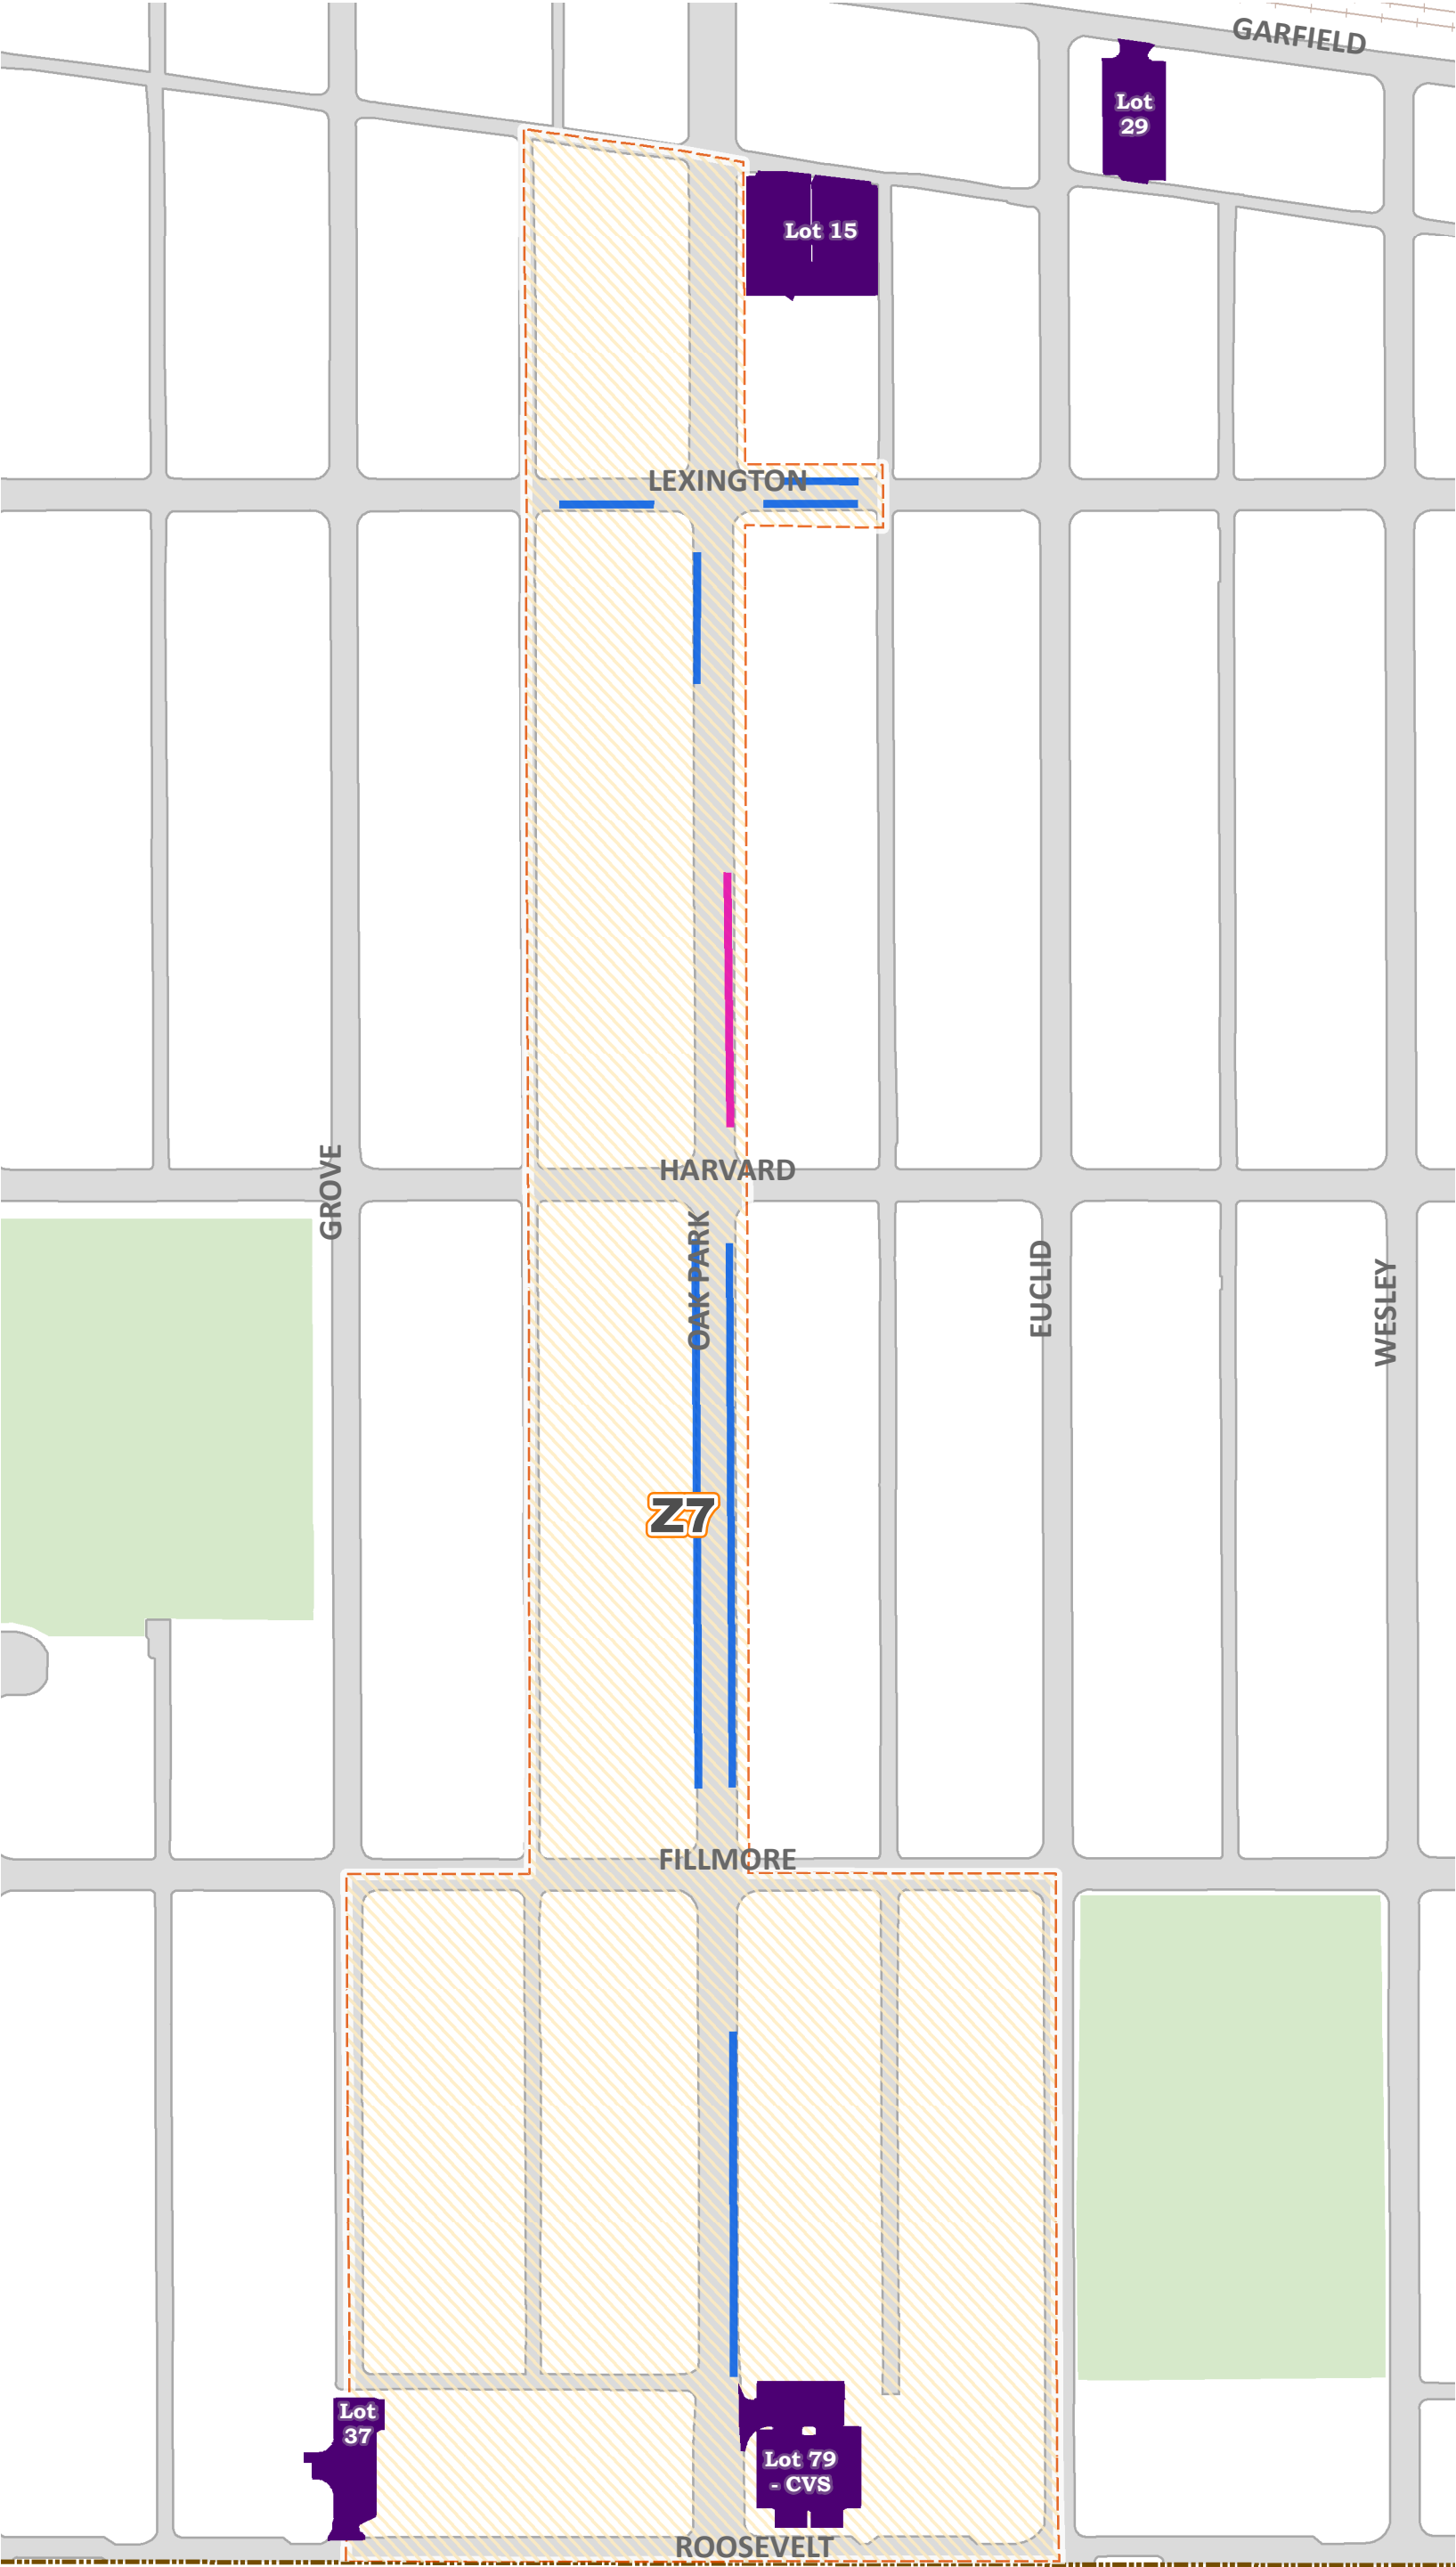 GARFIELD
Lot
29
Lot 15
LEXINGTON
HARVARD
GROVE
OAK PARK
EUCLID
WESLEY
Z7
FILLMORE
Lot
37
Lot 79
- CVS
ROOSEVELT